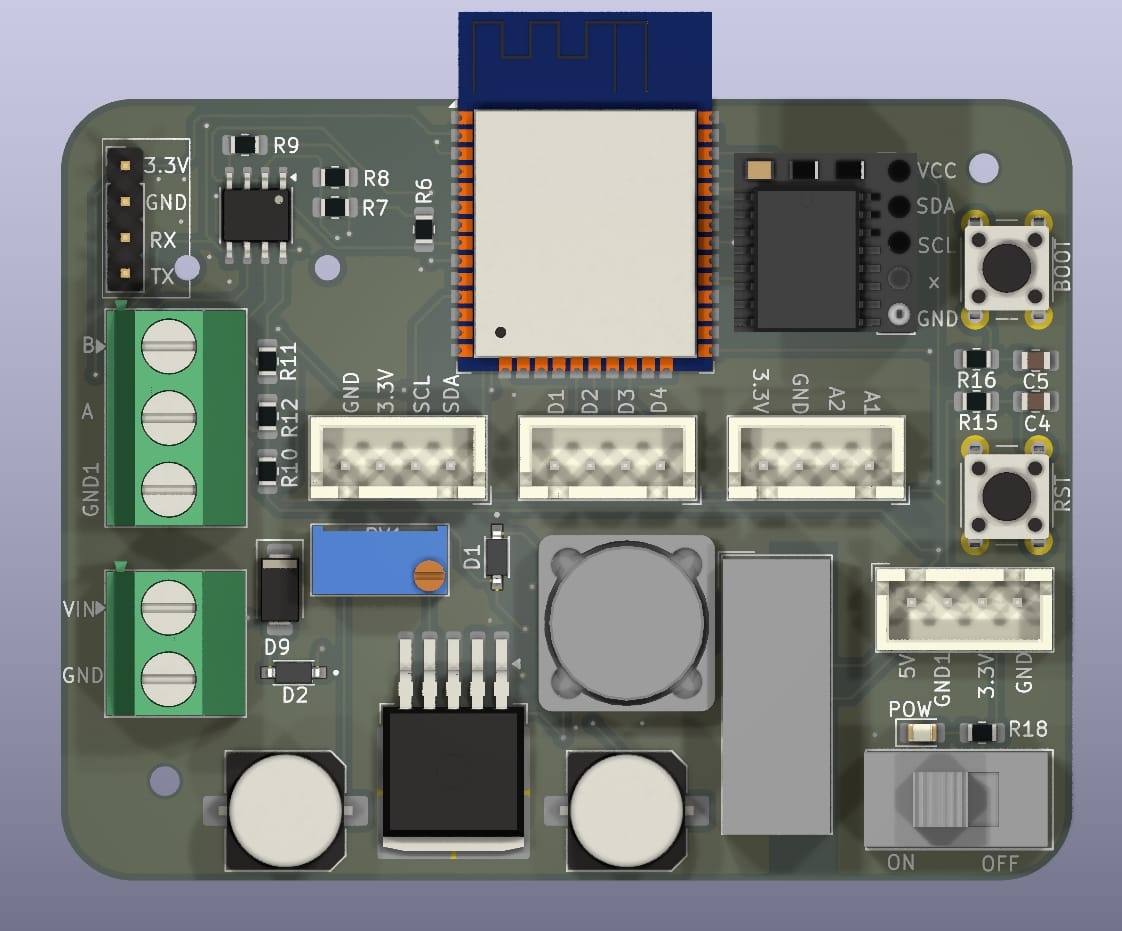 R9
3.3V
GND
RX
TX
R8
R7
R6
VCC
SDA
SCL
x
GND
BOOT
B
A
GND1
R11
R12
R10
GND
3.3V
SCL
SDA
D1
D2
D3
D4
3.3V
GND
A2
A1
R16
C5
R15
C4
RST
D1
VIN
GND
D9
D2
5V
GND1
3.3V
GND
POW
R18
ON
OFF